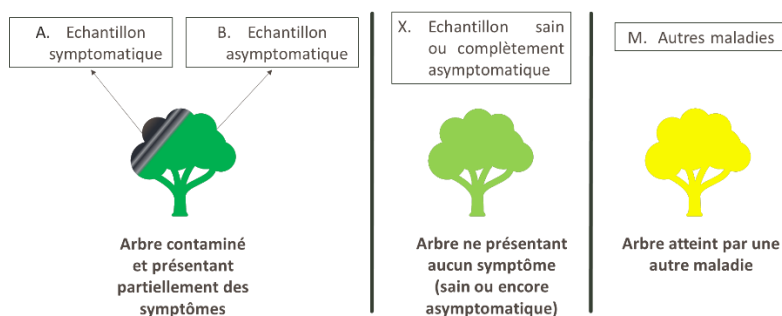 A. Echantillon
symptomatique
B. Echantillon
asymptomatique
X. Echantillon sain
ou complètement
asymptomatique
M. Autres maladies
Arbre contaminé
et présentant
partiellement des
symptômes
Arbre ne présentant
aucun symptôme
(sain ou encore
asymptomatique)
Arbre atteint par une
autre maladie